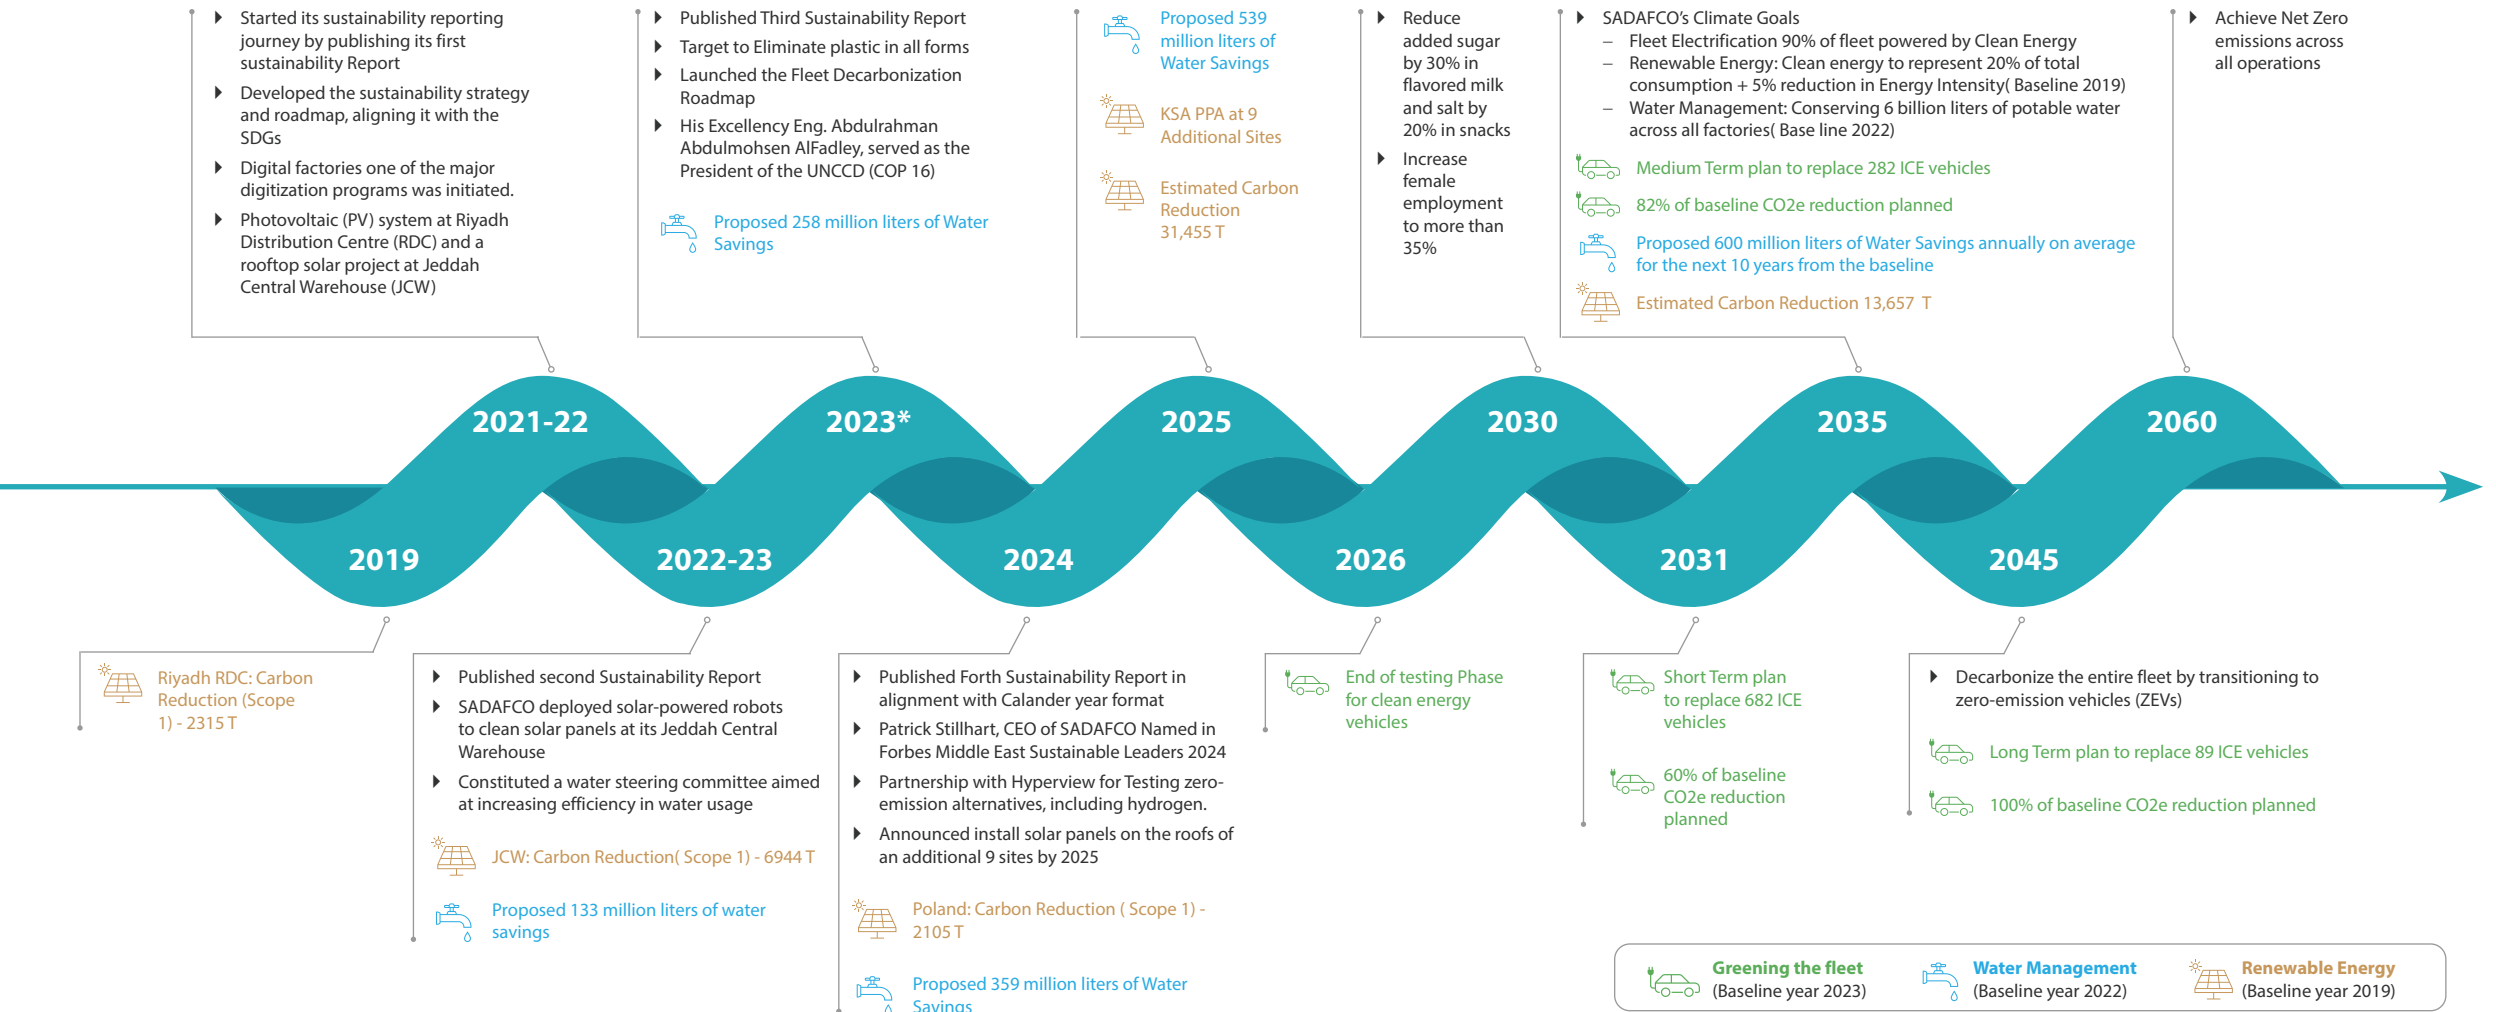 Started its sustainability reporting
journey by publishing its first
sustainability Report
Developed the sustainability strategy
and roadmap, aligning it with the
SDGs
Digital factories one of the major
digitization programs was initiated.
Photovoltaic (PV) system at Riyadh
Distribution Centre (RDC) and a
rooftop solar project at Jeddah
Central Warehouse (JCW)
Published Third Sustainability Report
Target to Eliminate plastic in all forms
Launched the Fleet Decarbonization
Roadmap
His Excellency Eng. Abdulrahman
Abdulmohsen AlFadley, served as the
President of the UNCCD (COP 16)
Proposed 258 million liters of Water
Savings
Proposed 539
million liters of
Water Savings
KSA PPA at 9
Additional Sites
Estimated Carbon
Reduction
31,455 T
Reduce
added sugar
by 30% in
flavored milk
and salt by
20% in snacks
Increase
female
employment
to more than
35%
SADAFCO’s Climate Goals
– Fleet Electrification 90% of fleet powered by Clean Energy
– Renewable Energy: Clean energy to represent 20% of total
consumption + 5% reduction in Energy Intensity( Baseline 2019)
– Water Management: Conserving 6 billion liters of potable water
across all factories( Base line 2022)
Medium Term plan to replace 282 ICE vehicles
82% of baseline CO2e reduction planned
Proposed 600 million liters of Water Savings annually on average
for the next 10 years from the baseline
Estimated Carbon Reduction 13,657 T
Achieve Net Zero
emissions across
all operations
2021-22
2023*
2025
2030
2035
2060
2019
2022-23
2024
2026
2031
2045
Riyadh RDC: Carbon
Reduction (Scope
1) - 2315 T
Published second Sustainability Report
SADAFCO deployed solar-powered robots
to clean solar panels at its Jeddah Central
Warehouse
Constituted a water steering committee aimed
at increasing efficiency in water usage
JCW: Carbon Reduction( Scope 1) - 6944 T
Proposed 133 million liters of water
savings
Published Forth Sustainability Report in
alignment with Calander year format
Patrick Stillhart, CEO of SADAFCO Named in
Forbes Middle East Sustainable Leaders 2024
Partnership with Hyperview for Testing zero-
emission alternatives, including hydrogen.
Announced install solar panels on the roofs of
an additional 9 sites by 2025
Poland: Carbon Reduction ( Scope 1) -
2105 T
Proposed 359 million liters of Water
Savings
End of testing Phase
for clean energy
vehicles
Short Term plan
to replace 682 ICE
vehicles
60% of baseline
CO2e reduction
planned
Decarbonize the entire fleet by transitioning to
zero-emission vehicles (ZEVs)
Long Term plan to replace 89 ICE vehicles
100% of baseline CO2e reduction planned
Greening the fleet
(Baseline year 2023)
Water Management
(Baseline year 2022)
Renewable Energy
(Baseline year 2019)